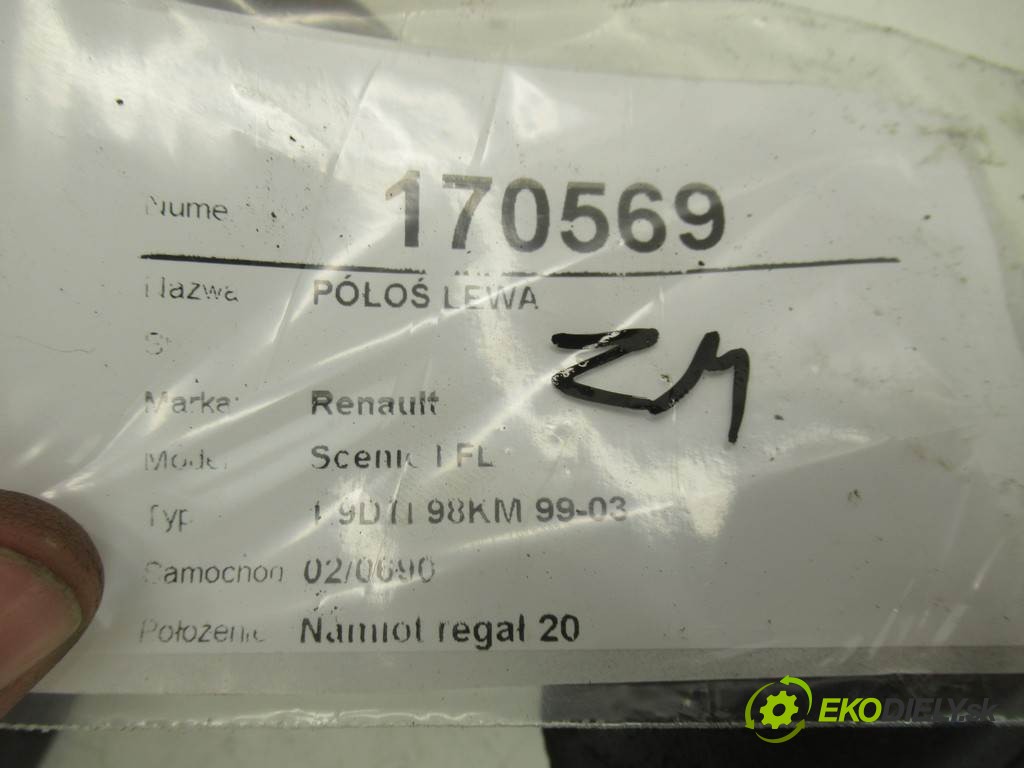 Nume 170569
Nazwa PÓŁOŚ LEWA
ZM
Marka: Renault
Model Scenic I FL
Typ 1.9DTI 98KM 99-03
Samochód 02/0690
Położenie Namiot regał 20
EKODIELY.sk